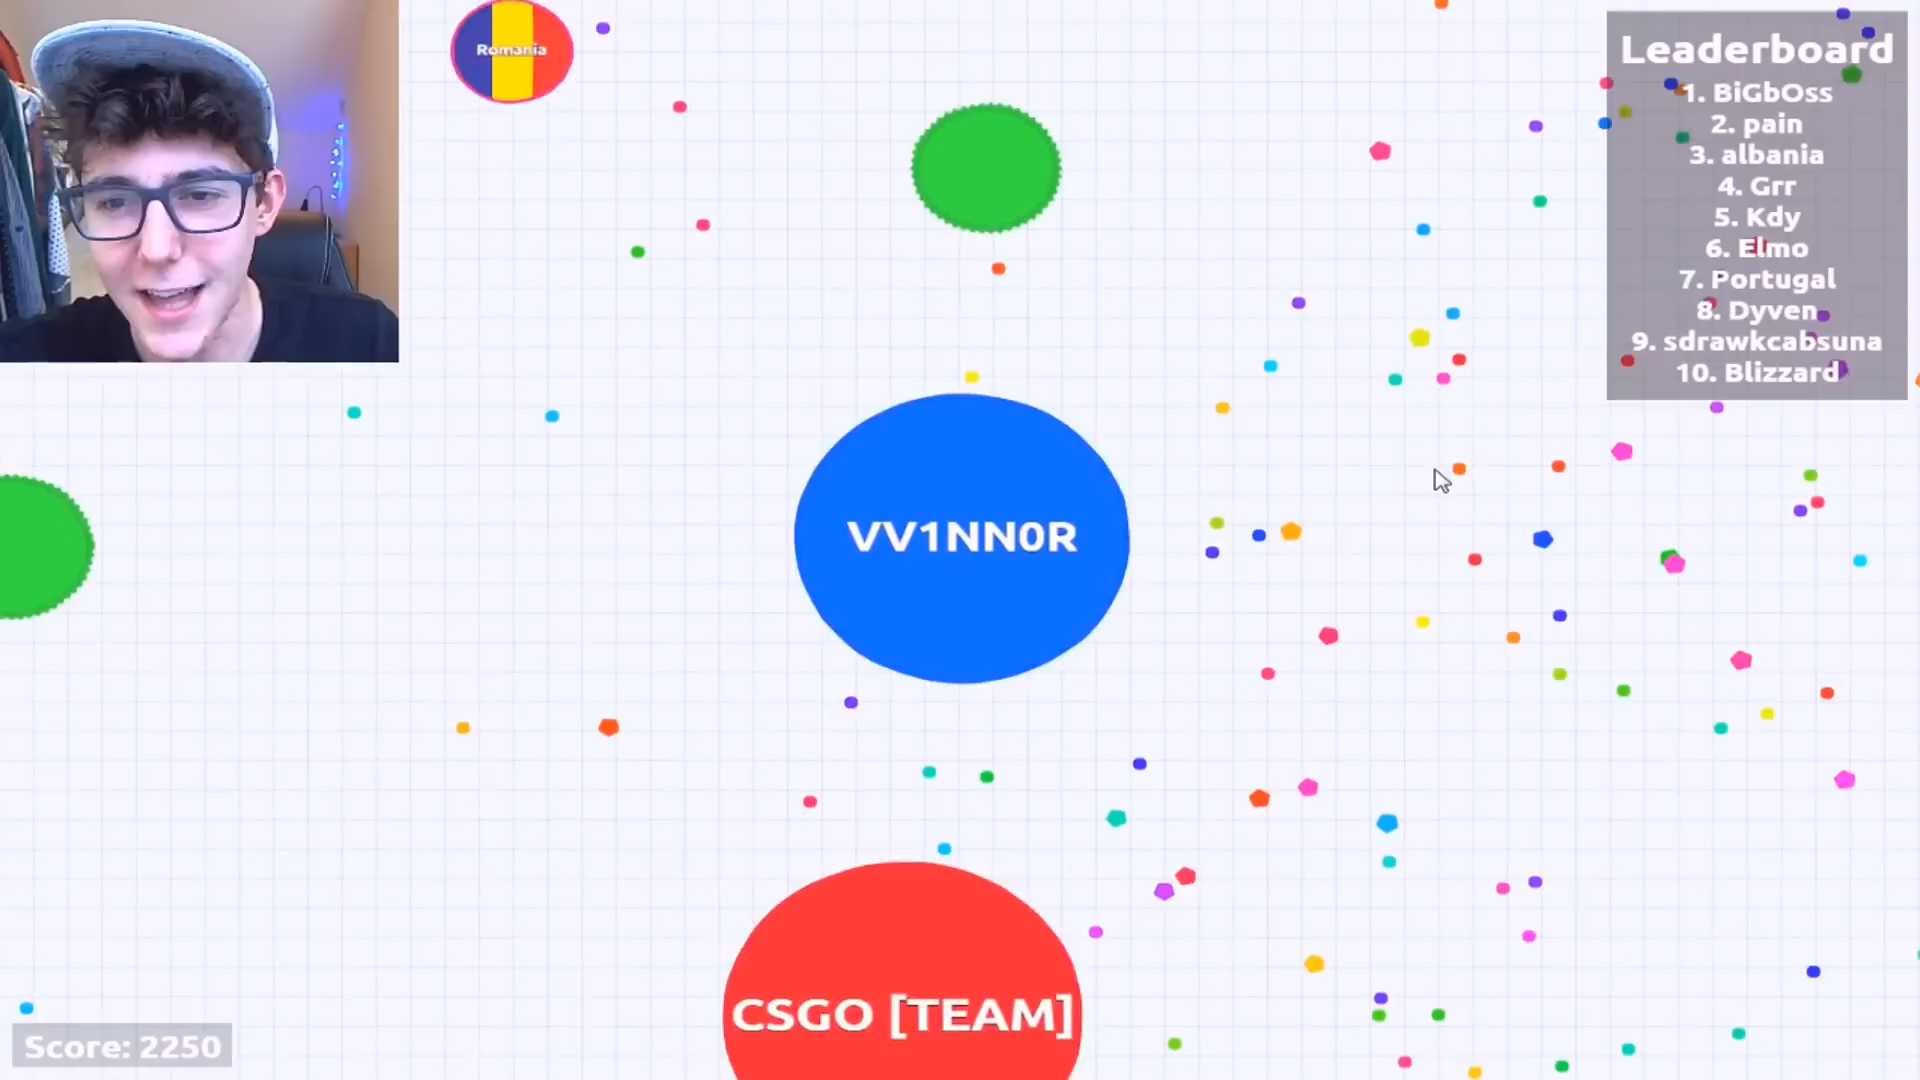 Romania
Leaderboard
1. BiGbOss
2. pain
3. albania
4. Grr
5. Kdy
6. Elmo
7. Portugal
8. Dyven
9. sdrawkcabsuna
10. Blizzard
VV1NN0R
CSGO [TEAM]
Score: 2250